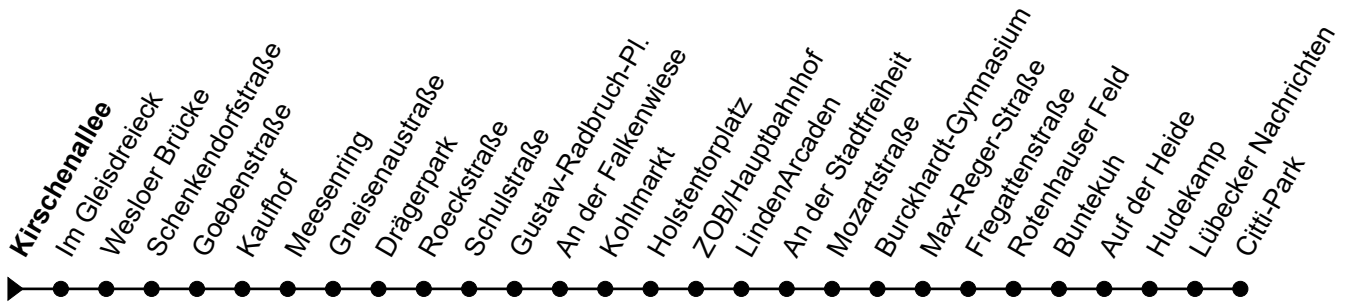 Kirschenallee
Im Gleisdreieck
Wesloer Brücke
Schenkendorfstraße
Goebenstraße
Kaufhof
Meesenring
Gneisenaustraße
Drägerpark
Roeckstraße
Schulstraße
Gustav-Radbruch-Pl.
An der Falkenwiese
Kohlmarkt
Holstentorplatz
ZOB/Hauptbahnhof
LindenArcaden
An der Stadtfreiheit
Mozartstraße
Burckhardt-Gymnasium
Max-Reger-Straße
Fregattenstraße
Rotenhauser Feld
Buntekuh
Auf der Heide
Hudekamp
Lübecker Nachrichten
Citti-Park